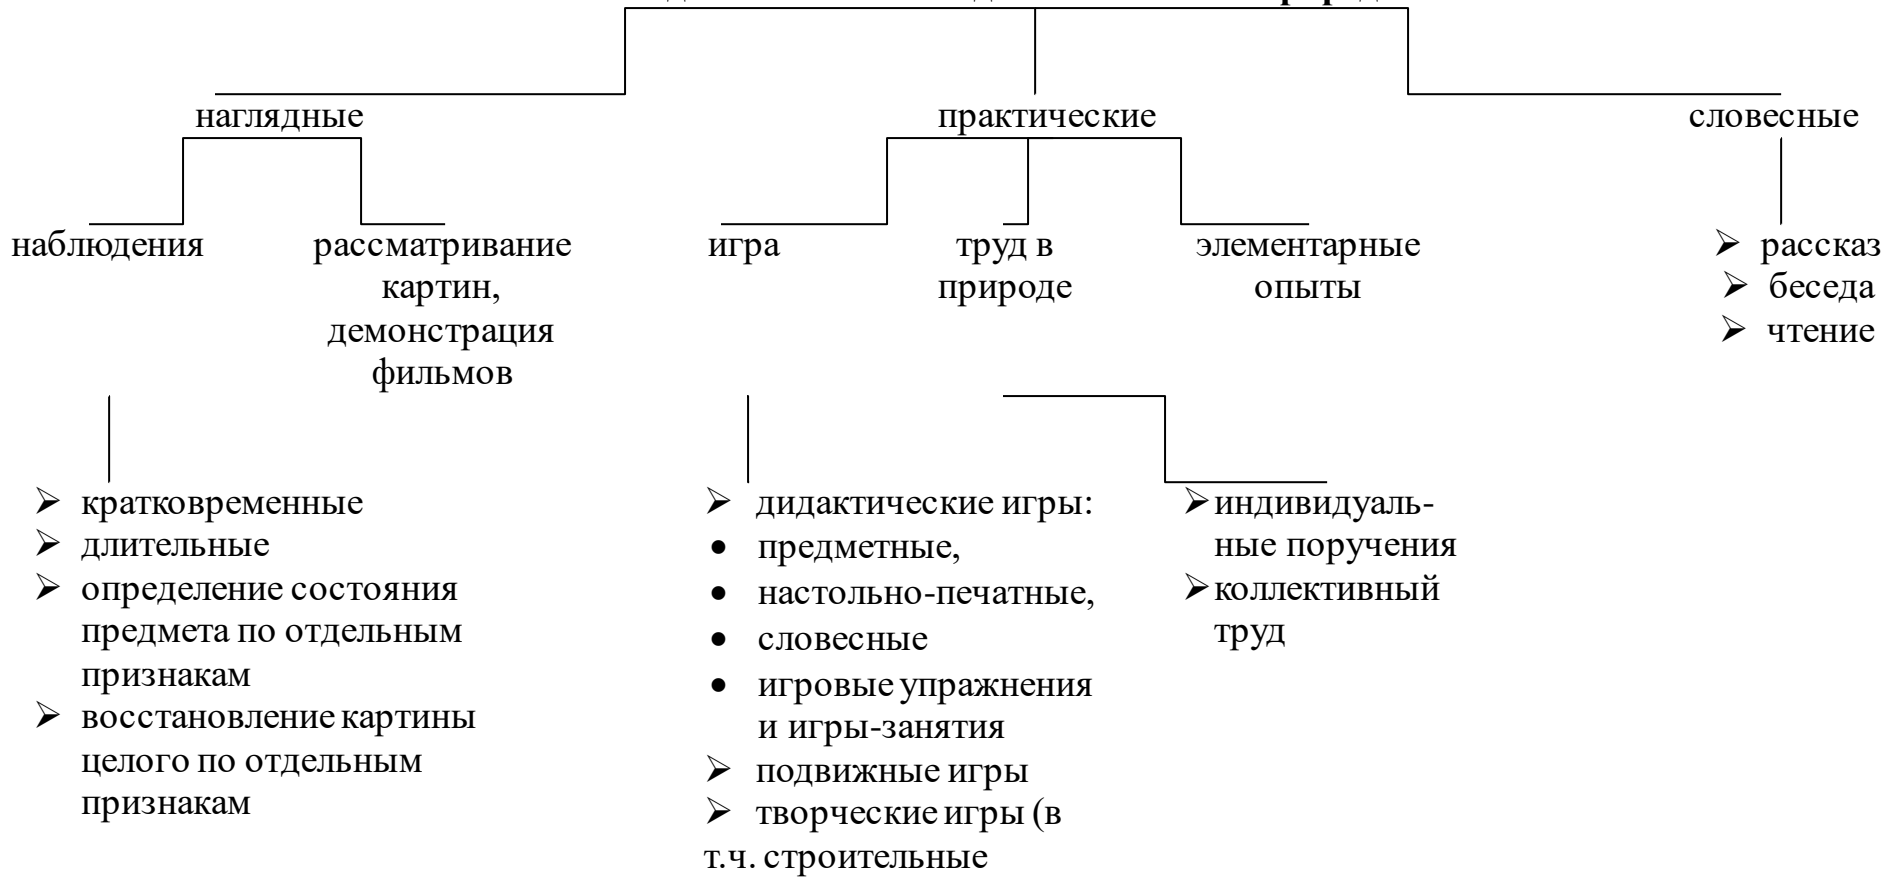 наглядные
практические
словесные
наблюдения
рассматривание
картин,
демонстрация
фильмов
игра
труд в
природе
элементарные
опыты
➢ рассказ
➢ беседа
➢ чтение
➢ кратковременные
➢ длительные
➢ определение состояния
предмета по отдельным
признакам
➢ восстановление картины
целого по отдельным
признакам
➢ дидактические игры:
• предметные,
• настольно-печатные,
• словесные
• игровые упражнения
и игры-занятия
➢ подвижные игры
➢ творческие игры (в
т.ч. строительные
➢ индивидуаль-
ные поручения
➢ коллективный
труд